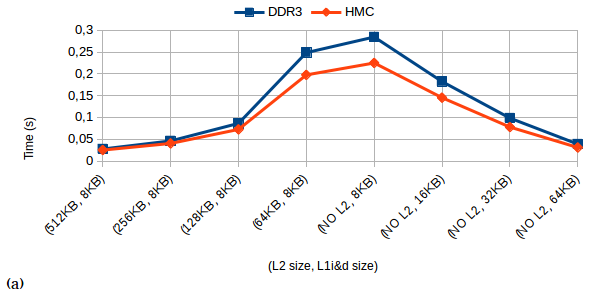 DDR3 HMC
0,3
0,25
0,2
0,15
0,1
0,05
0
Time (s)
(512KB, 8KB)
(256KB, 8KB)
(128KB, 8KB)
(64KB, 8KB)
(NO L2, 8KB)
(NO L2, 16KB)
(NO L2, 32KB)
(NO L2, 64KB)
(L2 size, L1i&d size)
(a)